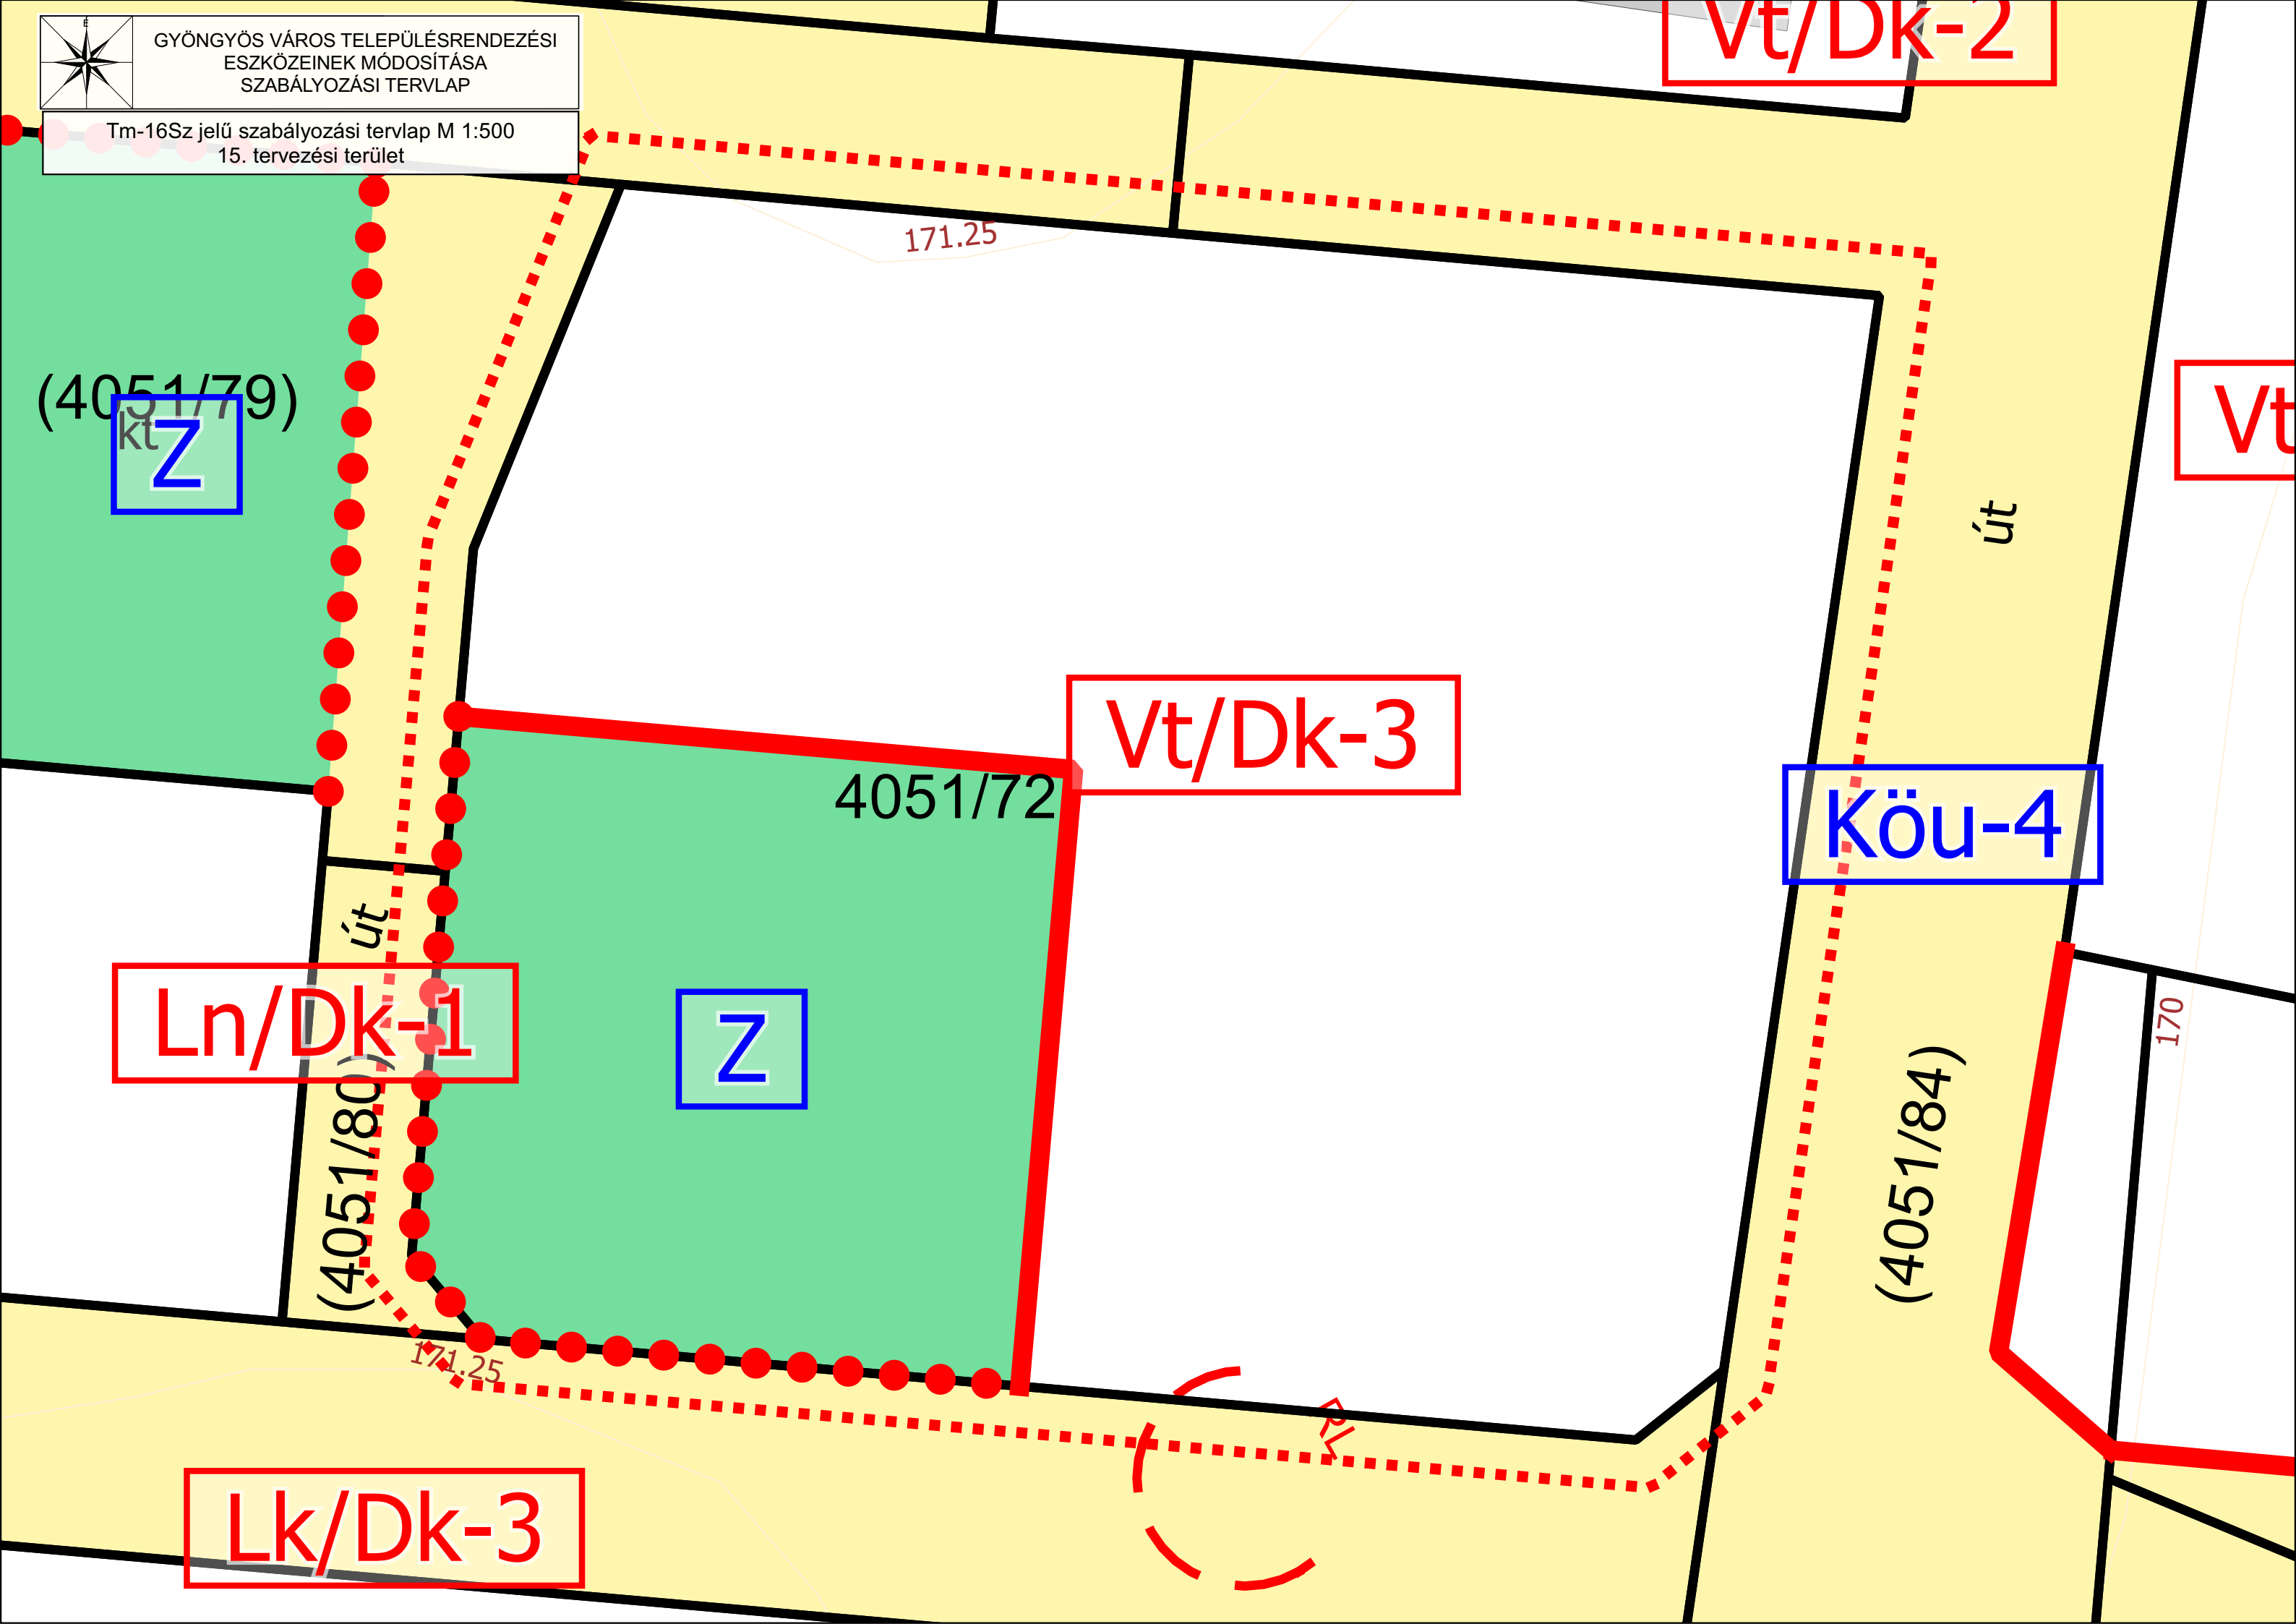 É
GYÖNGYÖS VÁROS TELEPÜLÉSRENDEZÉSI
ESZKÖZEINEK MÓDOSÍTÁSA
SZABÁLYOZÁSI TERVLAP
Tm-16Sz jelű szabályozási tervlap M 1:500
15. tervezési terület
Vt/Dk-2
171.25
(4051/79)
kt
Z
Vt
út
Vt/Dk-3
4051/72
Köu-4
út
Ln/Dk-1
Z
170
(4051/80)
(4051/84)
171.25
Lk/Dk-3